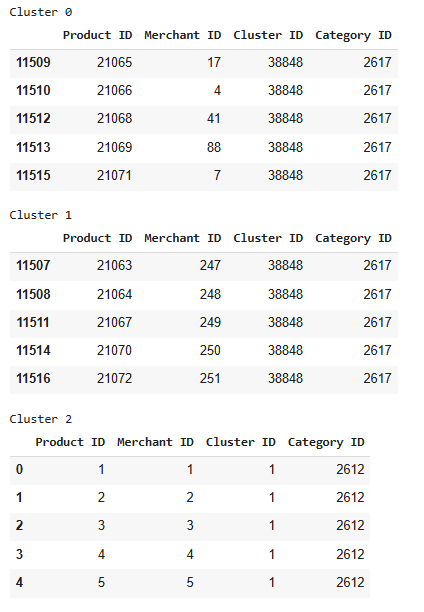 Cluster 0
Product ID Merchant ID Cluster ID Category ID
11509 21065 17 38848 2617
11510 21066 4 38848 2617
11512 21068 41 38848 2617
11513 21069 88 38848 2617
11515 21071 7 38848 2617
Cluster 1
Product ID Merchant ID Cluster ID Category ID
11507 21063 247 38848 2617
11508 21064 248 38848 2617
11511 21067 249 38848 2617
11514 21070 250 38848 2617
11516 21072 251 38848 2617
Cluster 2
Product ID Merchant ID Cluster ID Category ID
0 1 1 1 2612
1 2 2 1 2612
2 3 3 1 2612
3 4 4 1 2612
4 5 5 1 2612